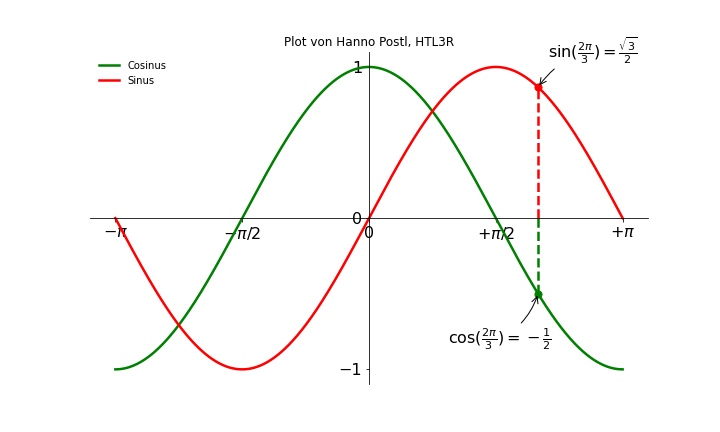 Plot von Hanno Postl, HTL3R
Cosinus
Sinus
sin(2π/3) = √3/2
1
0
−π
−π/2
0
+π/2
+π
cos(2π/3) = −1/2
−1